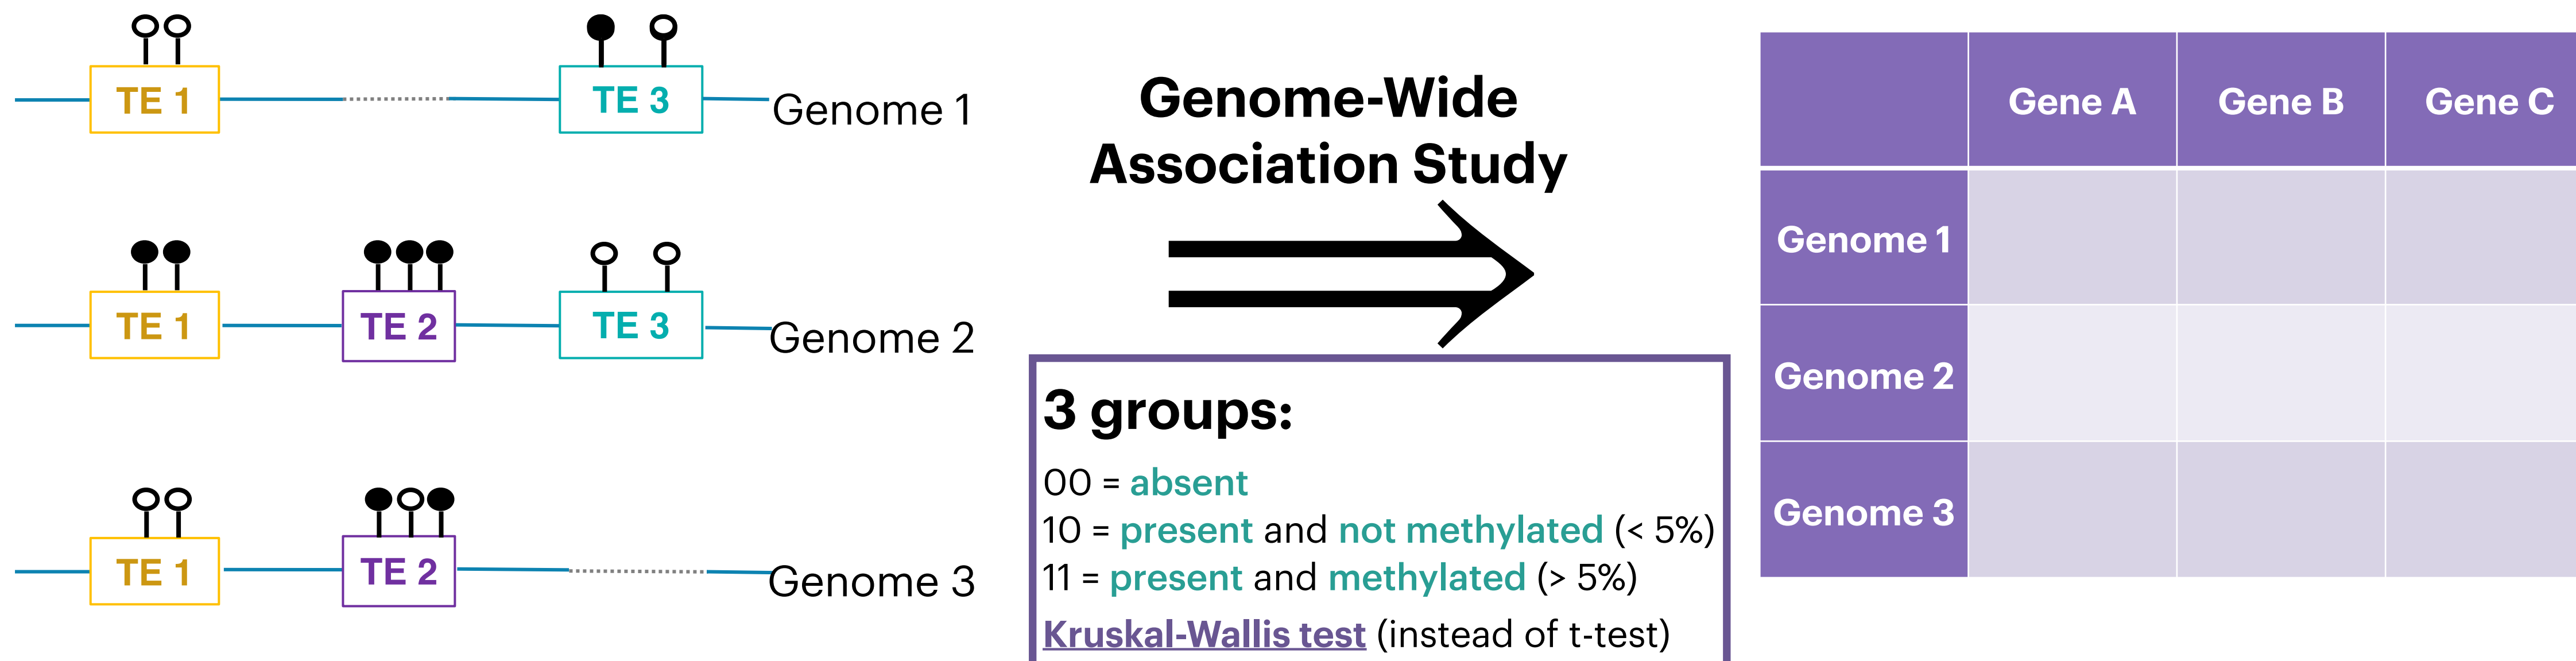 TE 1
TE 3
Genome 1
TE 1
TE 2
TE 3
Genome 2
TE 1
TE 2
Genome 3
Genome-Wide
Association Study
3 groups:
00 = absent
10 = present and not methylated (< 5%)
11 = present and methylated (> 5%)
Kruskal-Wallis test (instead of t-test)
Gene A Gene B Gene C
Genome 1
Genome 2
Genome 3